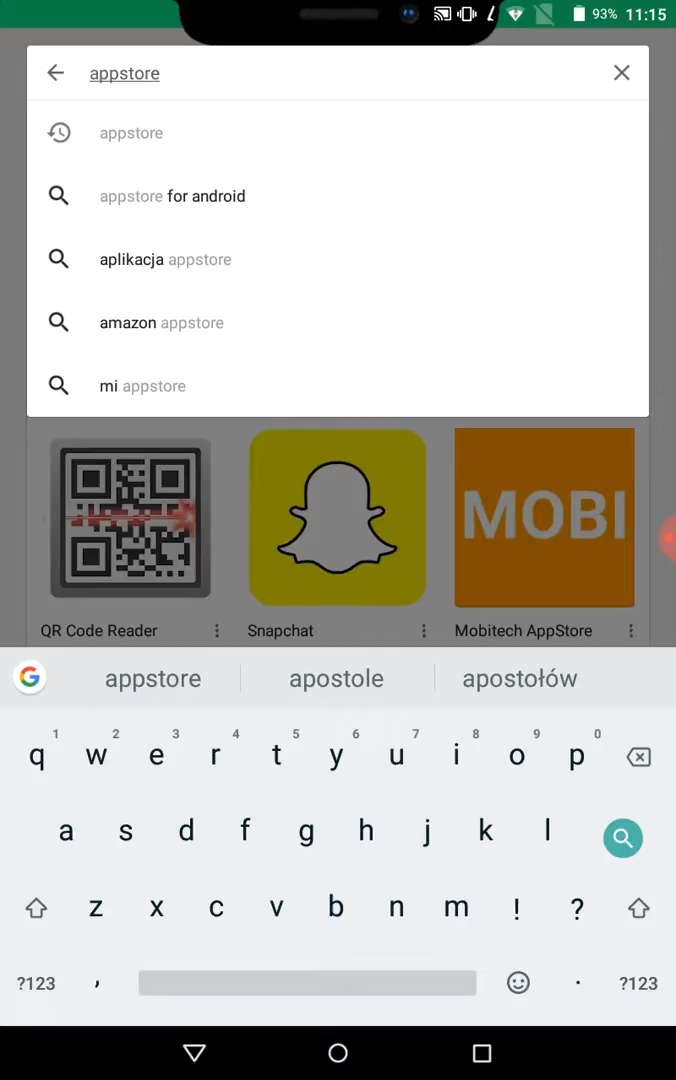 93% 11:15
appstore
appstore
appstore for android
aplikacja appstore
amazon appstore
mi appstore
MOBI
QR Code Reader Snapchat Mobitech AppStore
G appstore apostole apostołów
1 2 3 4 5 6 7 8 9 0
q w e r t y u i o p
a s d f g h j k l
z x c v b n m ! ?
?123 , . ?123